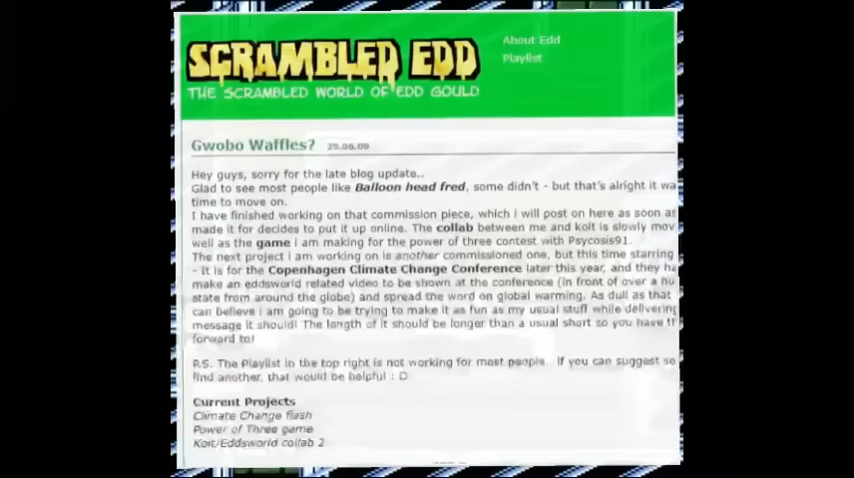 SCRAMBLED EDD
THE SCRAMBLED WORLD OF EDD GOULD
About Edd
Playlist
Gwobo Waffles? 20.06.09
Hey guys, sorry for the late blog update..
Glad to see most people like Balloon head fred, some didn't - but that's alright it wa
time to move on.
I have finished working on that commission piece, which i will post on here as soon as
made it for decides to put it up online. The collab between me and kolt is slowly mov
well as the game i am making for the power of three contest with Psycosis91.
The next project i am working on is another commissioned one, but this time starring
- It is for the Copenhagen Climate Change Conference later this year, and they ha
make an eddsworld related video to be shown at the conference (in front of over a hu
state from around the globe) and spread the word on global warming. As dull as that
can believe i am going to be trying to make it as fun as my usual stuff while delivering
message it should! The length of it should be longer than a usual short so you have th
forward to!
P.S. The Playlist in the top right is not working for most people. If you can suggest so
find another, that would be helpful : D
Current Projects
Climate Change flash
Power of Three game
Kolt/Eddsworld collab 2